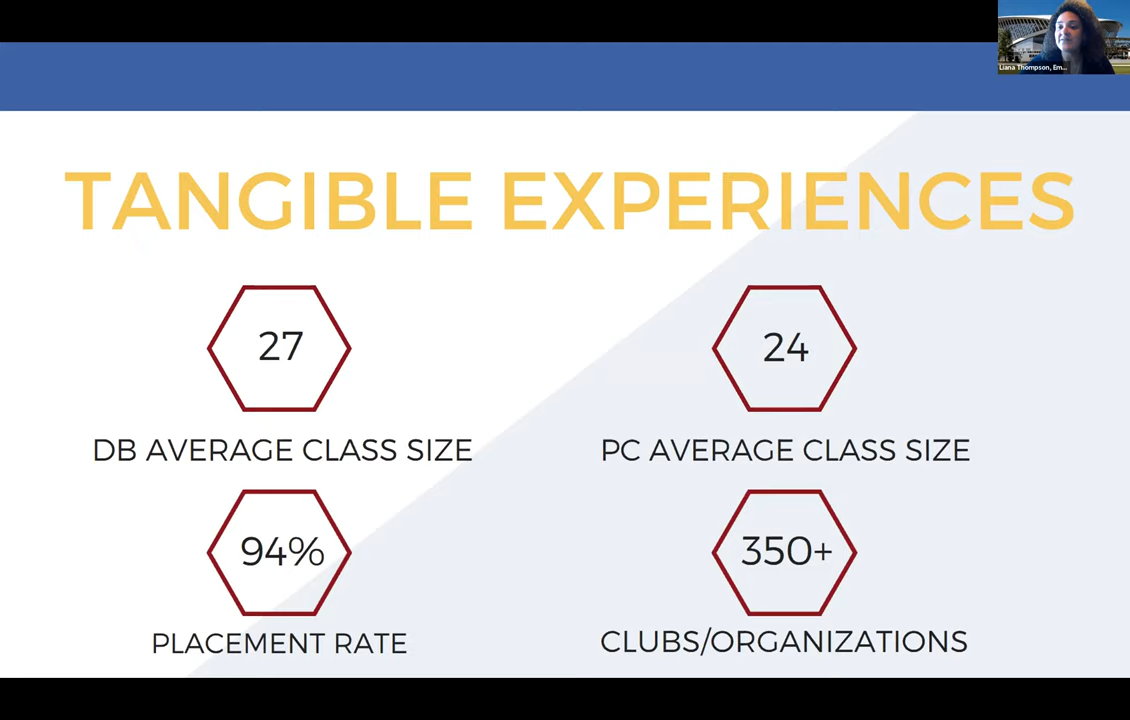 Liana Thompson, Em...
TANGIBLE EXPERIENCES
27
24
DB AVERAGE CLASS SIZE
PC AVERAGE CLASS SIZE
94%
350+
PLACEMENT RATE
CLUBS/ORGANIZATIONS